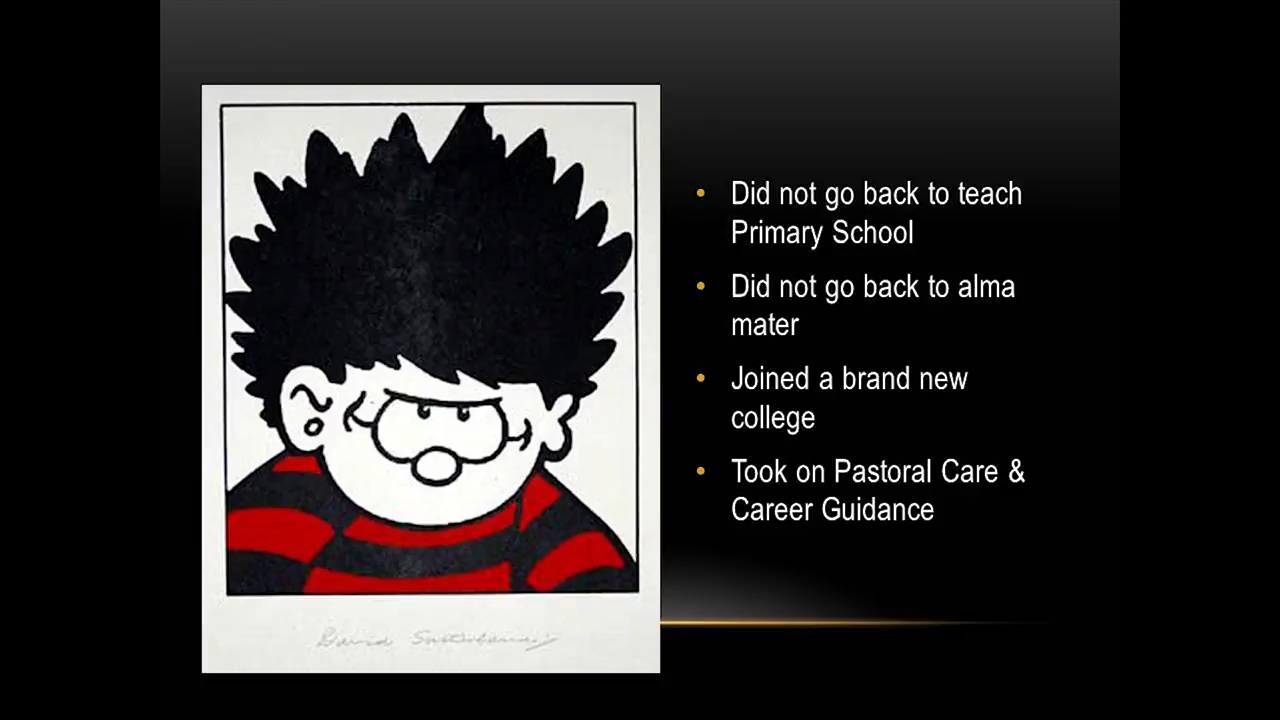 Did not go back to teach
Primary School
Did not go back to alma
mater
Joined a brand new
college
Took on Pastoral Care &
Career Guidance
David